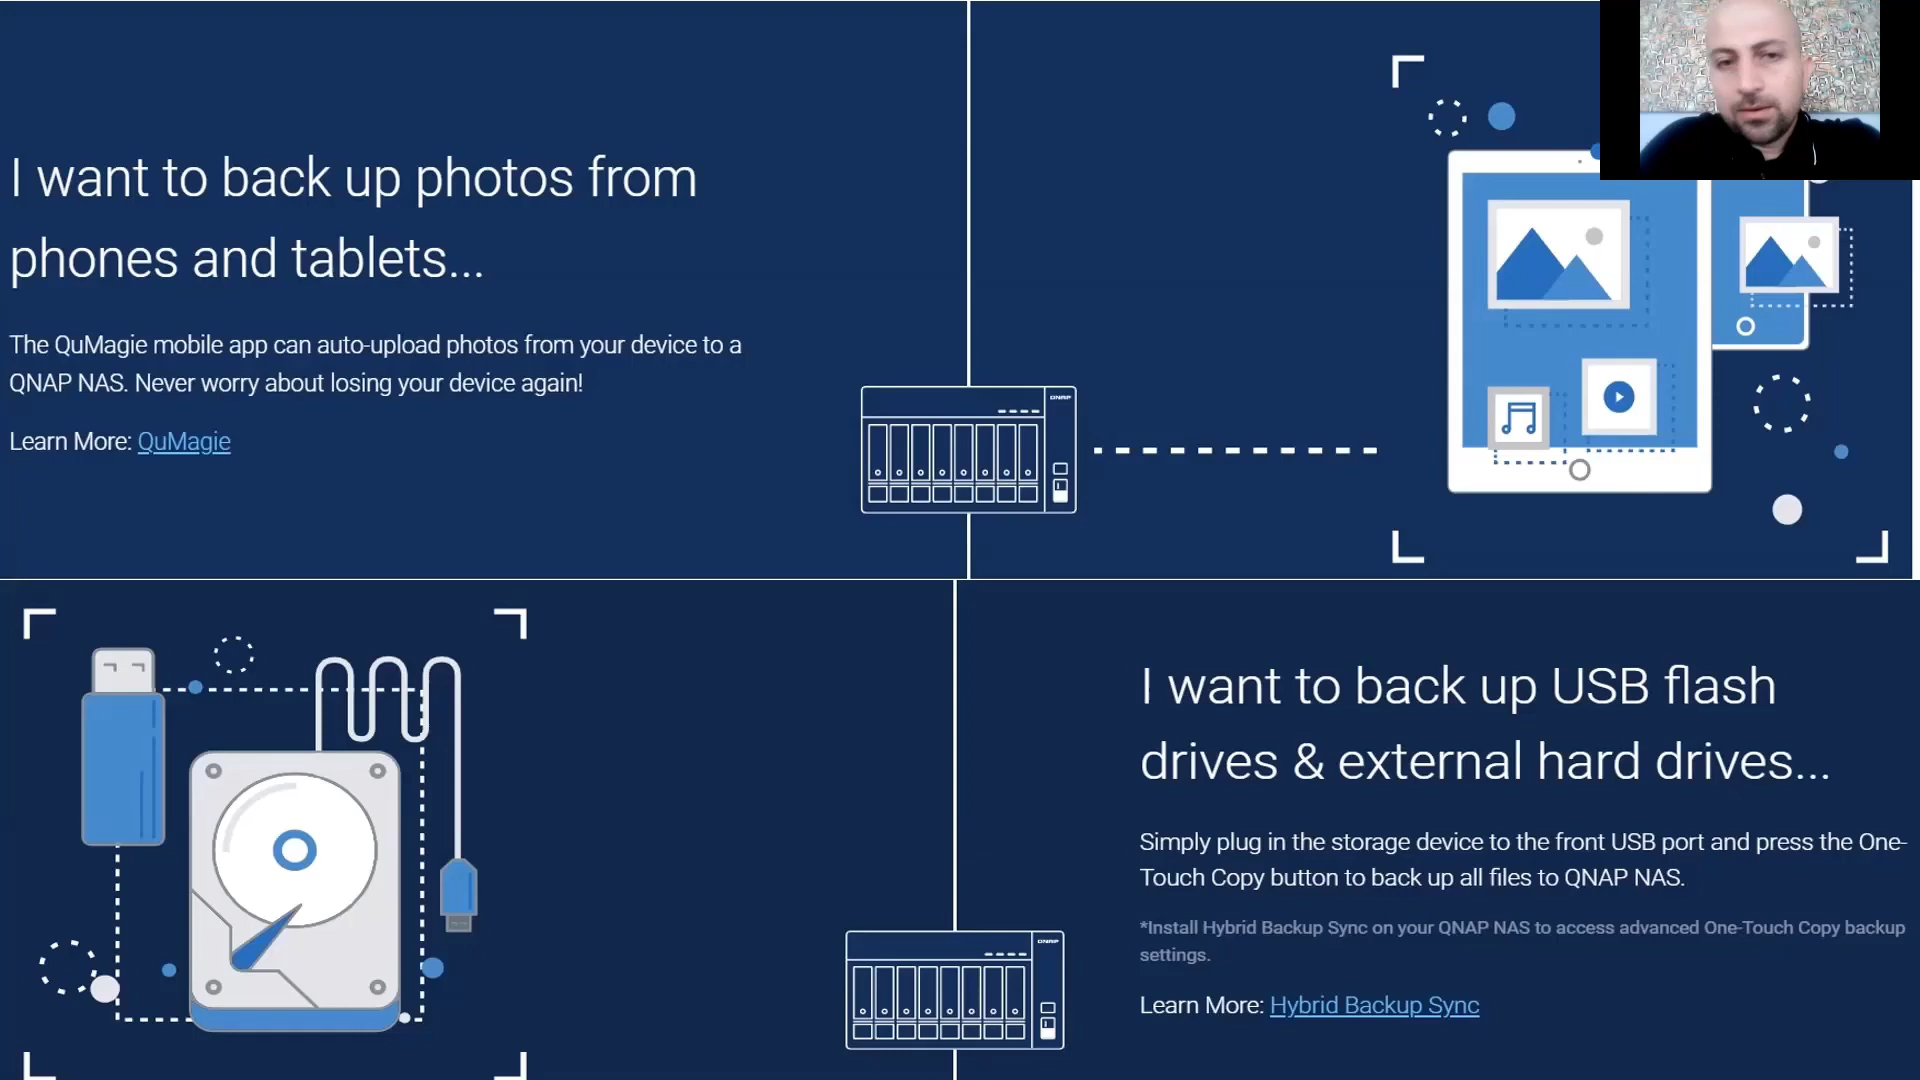 I want to back up photos from
phones and tablets...
The QuMagie mobile app can auto-upload photos from your device to a
QNAP NAS. Never worry about losing your device again!
Learn More: QuMagie
QNAP
I want to back up USB flash
drives & external hard drives...
Simply plug in the storage device to the front USB port and press the One-
Touch Copy button to back up all files to QNAP NAS.
*Install Hybrid Backup Sync on your QNAP NAS to access advanced One-Touch Copy backup
settings.
Learn More: Hybrid Backup Sync
QNAP